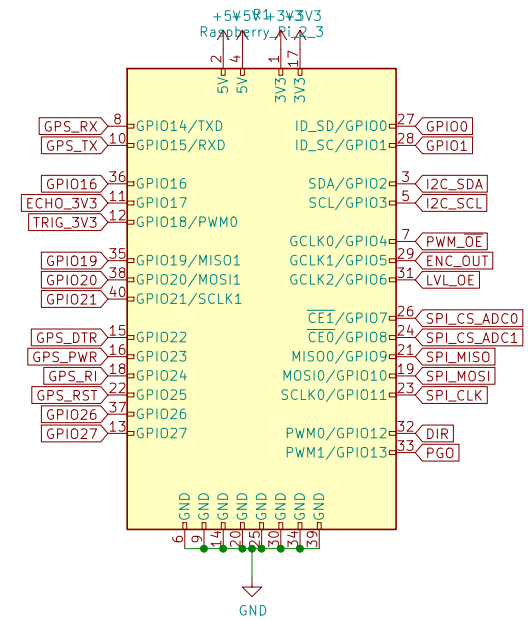 +5V +5V +3V3 +3V3
R1
Raspberry_Pi_2_3
2 4 1 17
5V 5V 3V3 3V3
GPS_RX 8 GPIO14/TXD ID_SD/GPIO0 27 GPIO0
GPS_TX 10 GPIO15/RXD ID_SC/GPIO1 28 GPIO1
GPIO16 36 GPIO16 SDA/GPIO2 3 I2C_SDA
ECHO_3V3 11 GPIO17 SCL/GPIO3 5 I2C_SCL
TRIG_3V3 12 GPIO18/PWM0
GCLK0/GPIO4 7 PWM_OE
GPIO19 35 GPIO19/MISO1 GCLK1/GPIO5 29 ENC_OUT
GPIO20 38 GPIO20/MOSI1 GCLK2/GPIO6 31 LVL_OE
GPIO21 40 GPIO21/SCLK1
CE1/GPIO7 26 SPI_CS_ADC0
GPS_DTR 15 GPIO22 CE0/GPIO8 24 SPI_CS_ADC1
GPS_PWR 16 GPIO23 MISO0/GPIO9 21 SPI_MISO
GPS_RI 18 GPIO24 MOSI0/GPIO10 19 SPI_MOSI
GPS_RST 22 GPIO25 SCLK0/GPIO11 23 SPI_CLK
GPIO26 37 GPIO26
GPIO27 13 GPIO27 PWM0/GPIO12 32 DIR
PWM1/GPIO13 33 PGO
GND GND GND GND GND GND GND GND
6 9 14 20 25 30 34 39
GND